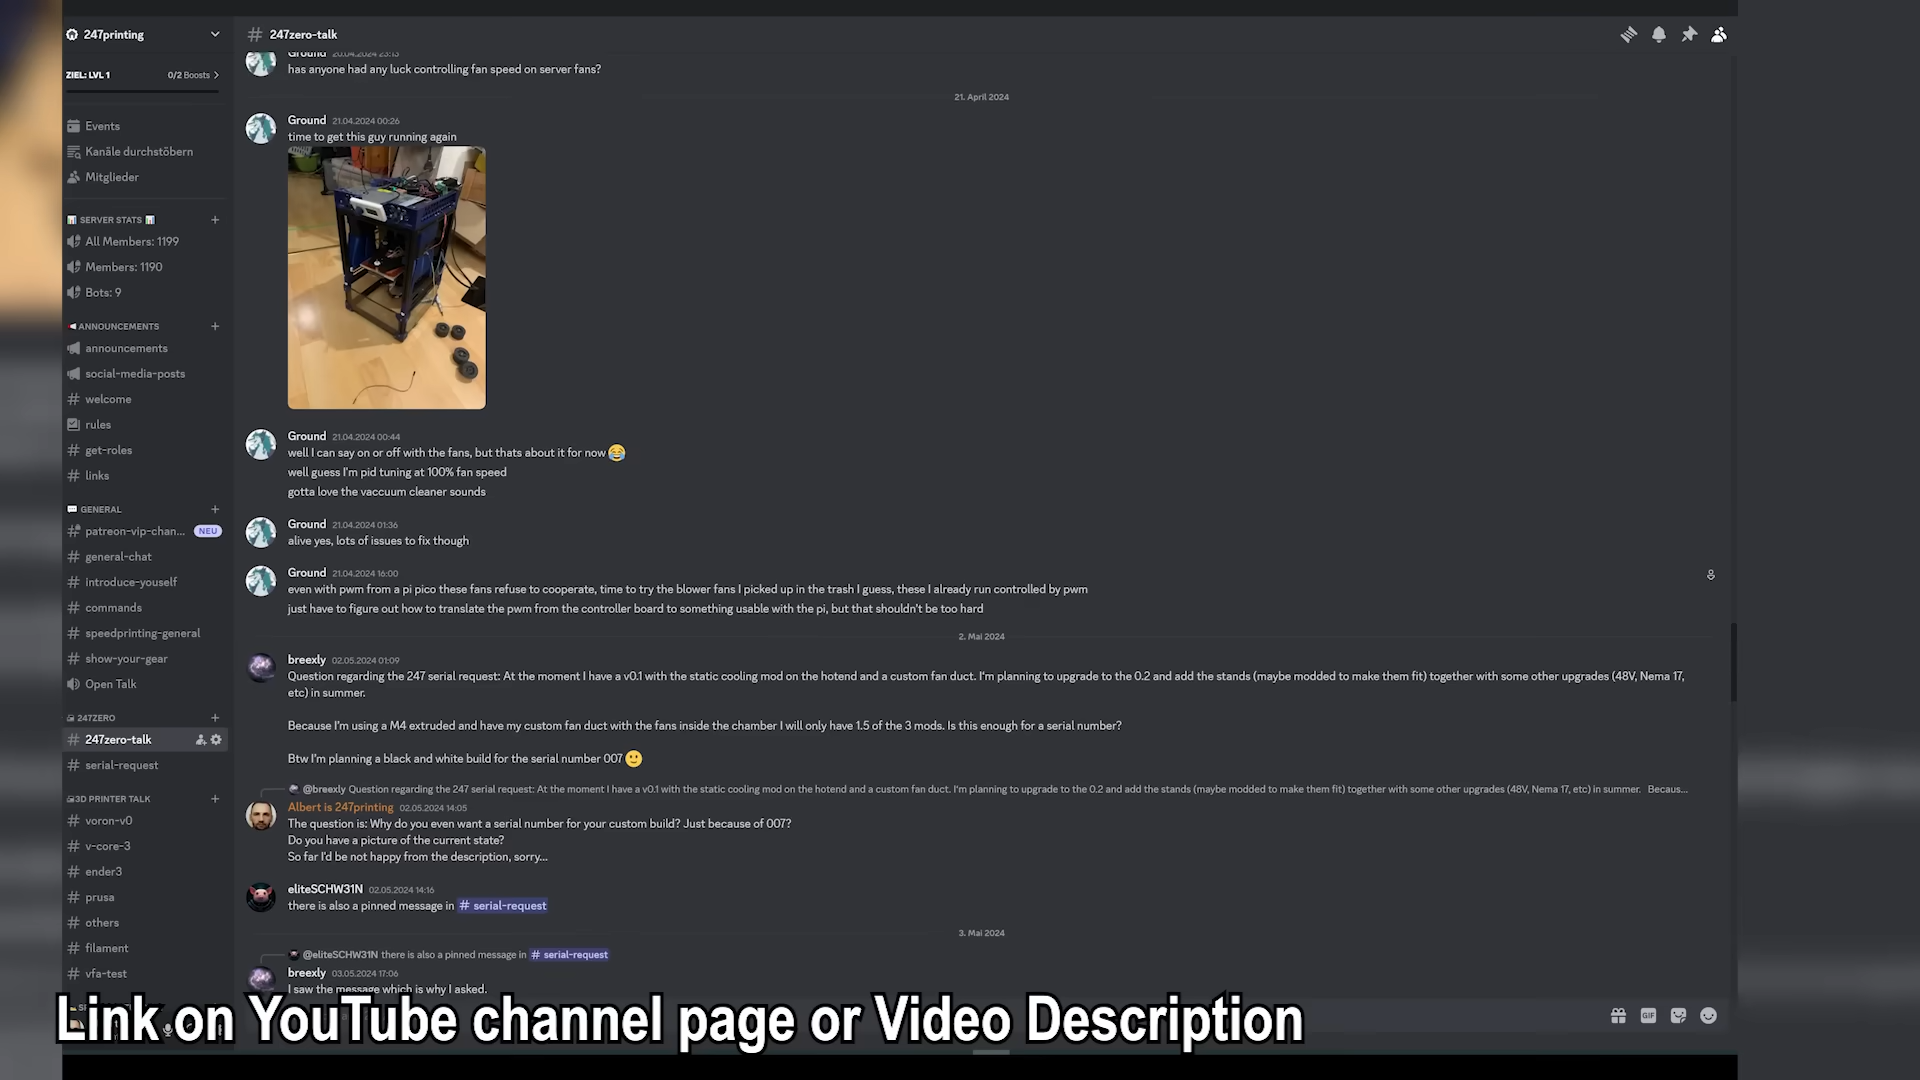 247printing
ZIEL: LVL 1
0/2 Boosts
Events
Kanäle durchstöbern
Mitglieder
SERVER STATS
All Members: 1199
Members: 1190
Bots: 9
ANNOUNCEMENTS
announcements
social-media-posts
welcome
rules
get-roles
links
GENERAL
patreon-vip-chan...
NEU
general-chat
introduce-youself
commands
speedprinting-general
show-your-gear
Open Talk
247ZERO
247zero-talk
serial-request
3D PRINTER TALK
voron-v0
v-core-3
ender3
prusa
others
filament
vfa-test
# 247zero-talk
Ground 20.04.2024 23:13
has anyone had any luck controlling fan speed on server fans?
21. April 2024
Ground 21.04.2024 00:26
time to get this guy running again
Ground 21.04.2024 00:44
well I can say on or off with the fans, but thats about it for now 😂
well guess I'm pid tuning at 100% fan speed
gotta love the vaccuum cleaner sounds
Ground 21.04.2024 01:36
alive yes, lots of issues to fix though
Ground 21.04.2024 16:00
even with pwm from a pi pico these fans refuse to cooperate, time to try the blower fans I picked up in the trash I guess, these I already run controlled by pwm
just have to figure out how to translate the pwm from the controller board to something usable with the pi, but that shouldn't be too hard
2. Mai 2024
breexly 02.05.2024 01:09
Question regarding the 247 serial request: At the moment I have a v0.1 with the static cooling mod on the hotend and a custom fan duct. I'm planning to upgrade to the 0.2 and add the stands (maybe modded to make them fit) together with some other upgrades (48V, Nema 17,
etc) in summer.
Because I'm using a M4 extruded and have my custom fan duct with the fans inside the chamber I will only have 1.5 of the 3 mods. Is this enough for a serial number?
Btw I'm planning a black and white build for the serial number 007 🙂
@breexly Question regarding the 247 serial request: At the moment I have a v0.1 with the static cooling mod on the hotend and a custom fan duct. I'm planning to upgrade to the 0.2 and add the stands (maybe modded to make them fit) together with some other upgrades (48V, Nema 17, etc) in summer. Becaus...
Albert is 247printing 02.05.2024 14:05
The question is: Why do you even want a serial number for your custom build? Just because of 007?
Do you have a picture of the current state?
So far I'd be not happy from the description, sorry...
eliteSCHW31N 02.05.2024 14:16
there is also a pinned message in # serial-request
3. Mai 2024
@eliteSCHW31N there is also a pinned message in # serial-request
breexly 03.05.2024 17:06
I saw the message which is why I asked.
GIF
Link on YouTube channel page or Video Description